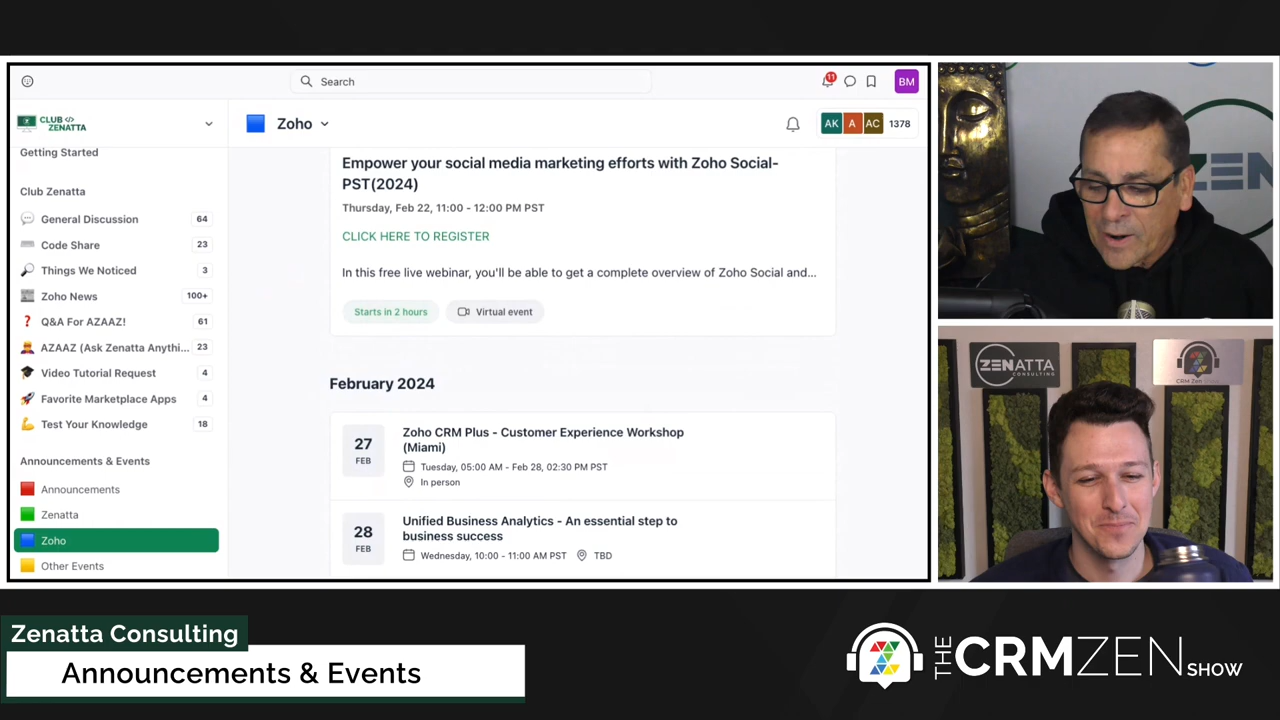 Search
11
BM
CLUB </>
ZENATTA
Zoho
AK A AC 1378
Getting Started
Club Zenatta
General Discussion 64
Code Share 23
Things We Noticed 3
Zoho News 100+
Q&A For AZAAZ! 61
AZAAZ (Ask Zenatta Anythi... 23
Video Tutorial Request 4
Favorite Marketplace Apps 4
Test Your Knowledge 18
Announcements & Events
Announcements
Zenatta
Zoho
Other Events
Empower your social media marketing efforts with Zoho Social-
PST(2024)
Thursday, Feb 22, 11:00 - 12:00 PM PST
CLICK HERE TO REGISTER
In this free live webinar, you'll be able to get a complete overview of Zoho Social and...
Starts in 2 hours
Virtual event
February 2024
27
FEB
Zoho CRM Plus - Customer Experience Workshop
(Miami)
Tuesday, 05:00 AM - Feb 28, 02:30 PM PST
In person
28
FEB
Unified Business Analytics - An essential step to
business success
Wednesday, 10:00 - 11:00 AM PST TBD
ZEN
ZENATTA
CONSULTING
Zenatta Consulting
Announcements & Events
THE CRMZEN SHOW